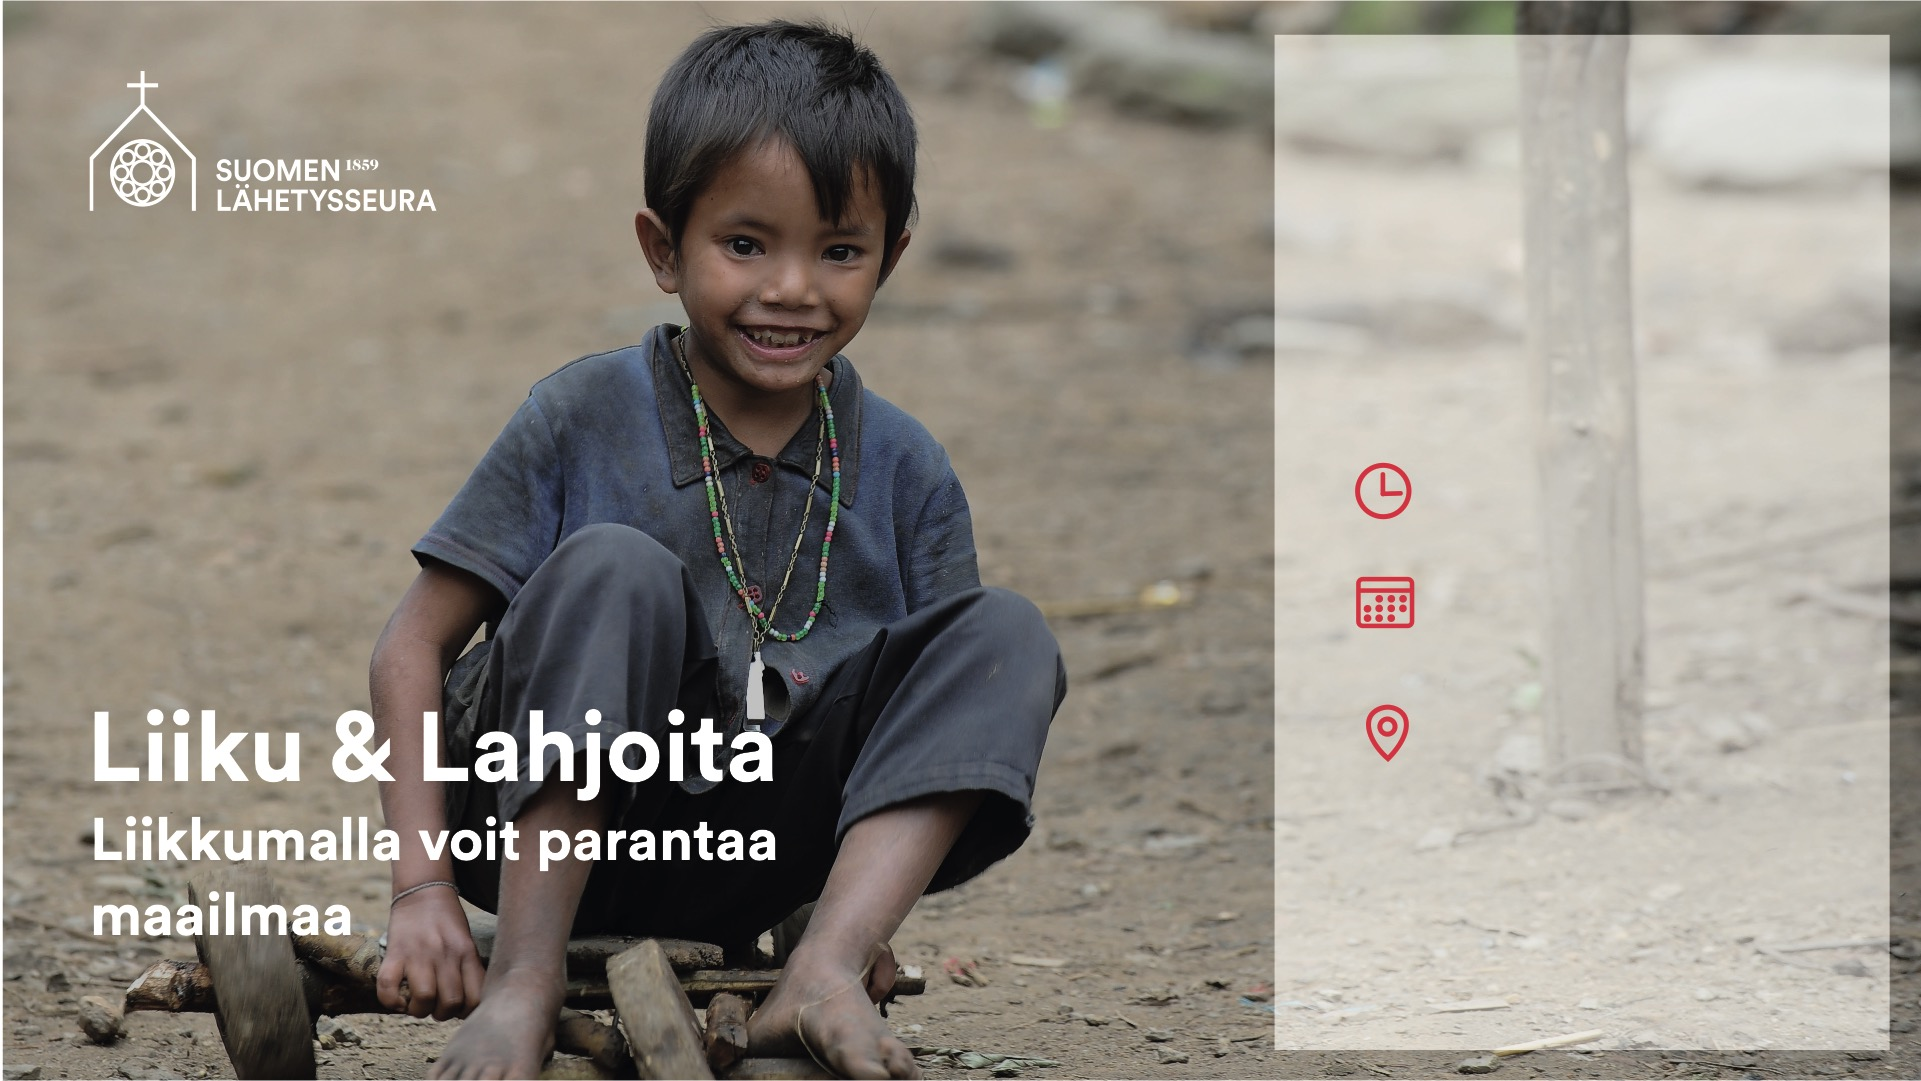 SUOMEN 1859
LÄHETYSSEURA
Liiku & Lahjoita
Liikkumalla voit parantaa
maailmaa